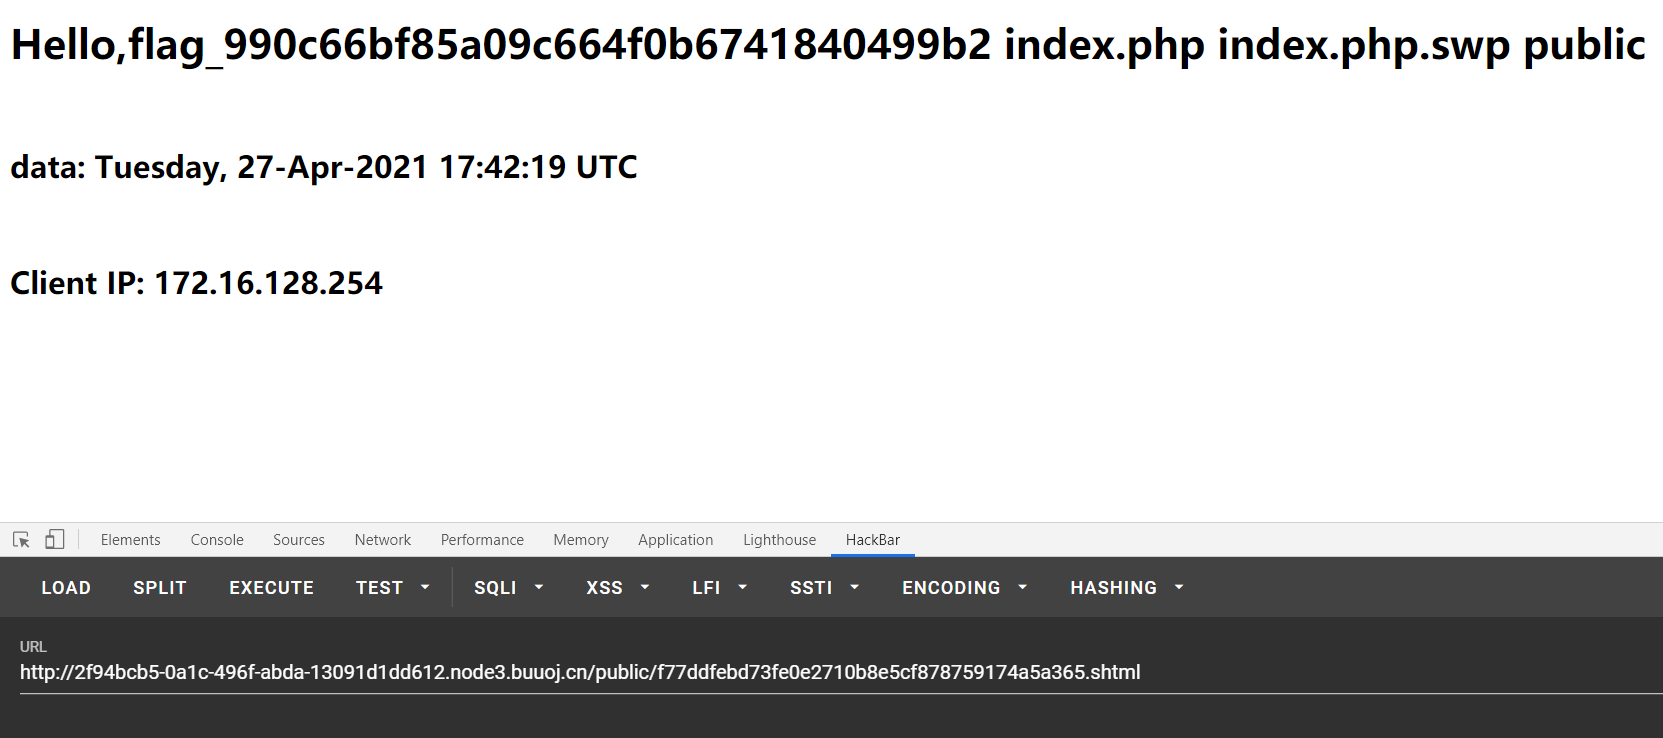 Hello,flag_990c66bf85a09c664f0b6741840499b2 index.php index.php.swp public
data: Tuesday, 27-Apr-2021 17:42:19 UTC
Client IP: 172.16.128.254
Elements Console Sources Network Performance Memory Application Lighthouse HackBar
LOAD SPLIT EXECUTE TEST SQLI XSS LFI SSTI ENCODING HASHING
URL
http://2f94bcb5-0a1c-496f-abda-13091d1dd612.node3.buuoj.cn/public/f77ddfebd73fe0e2710b8e5cf878759174a5a365.shtml